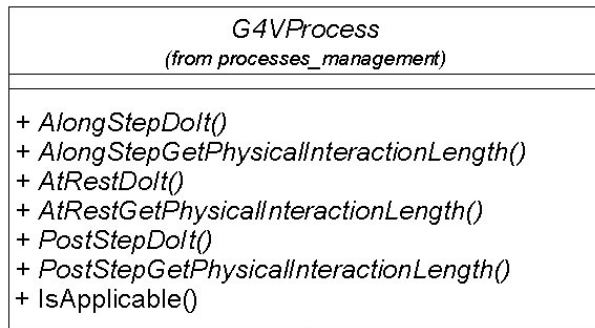 G4VProcess
(from processes_management)
+ AlongStepDoIt()
+ AlongStepGetPhysicalInteractionLength()
+ AtRestDoIt()
+ AtRestGetPhysicalInteractionLength()
+ PostStepDoIt()
+ PostStepGetPhysicalInteractionLength()
+ IsApplicable()